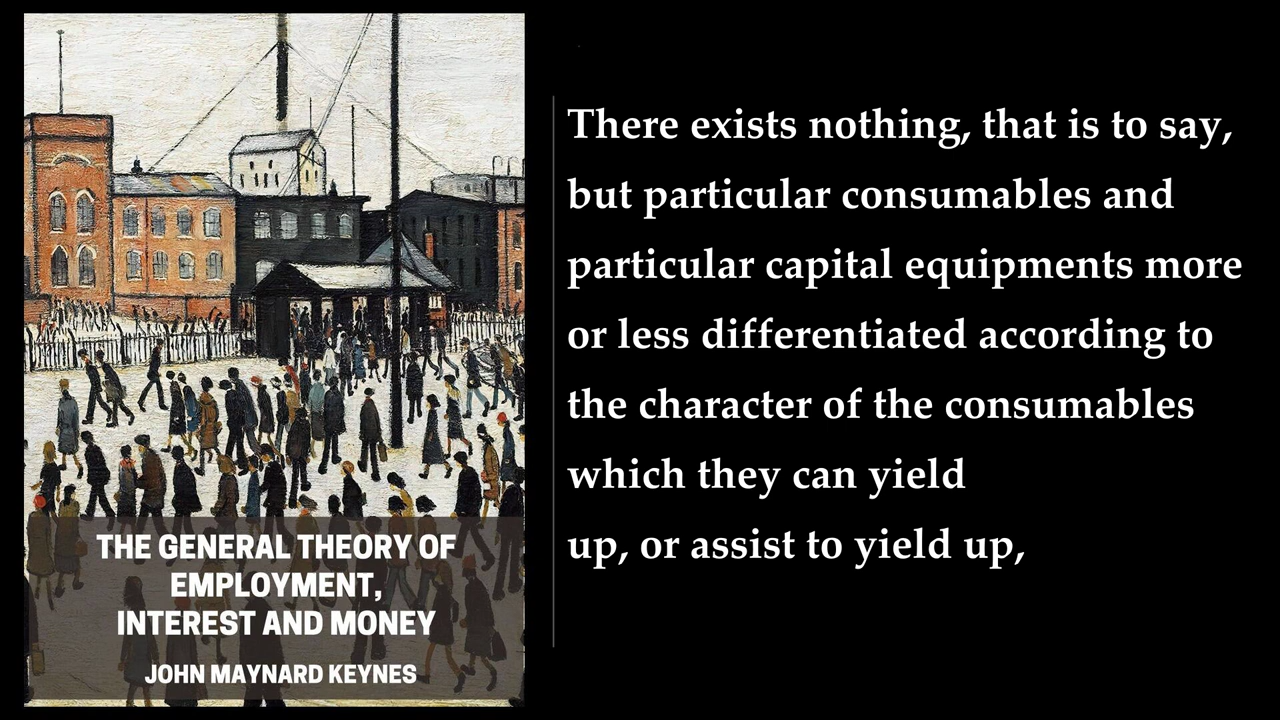 THE GENERAL THEORY OF
EMPLOYMENT,
INTEREST AND MONEY
JOHN MAYNARD KEYNES
There exists nothing, that is to say,
but particular consumables and
particular capital equipments more
or less differentiated according to
the character of the consumables
which they can yield
up, or assist to yield up,